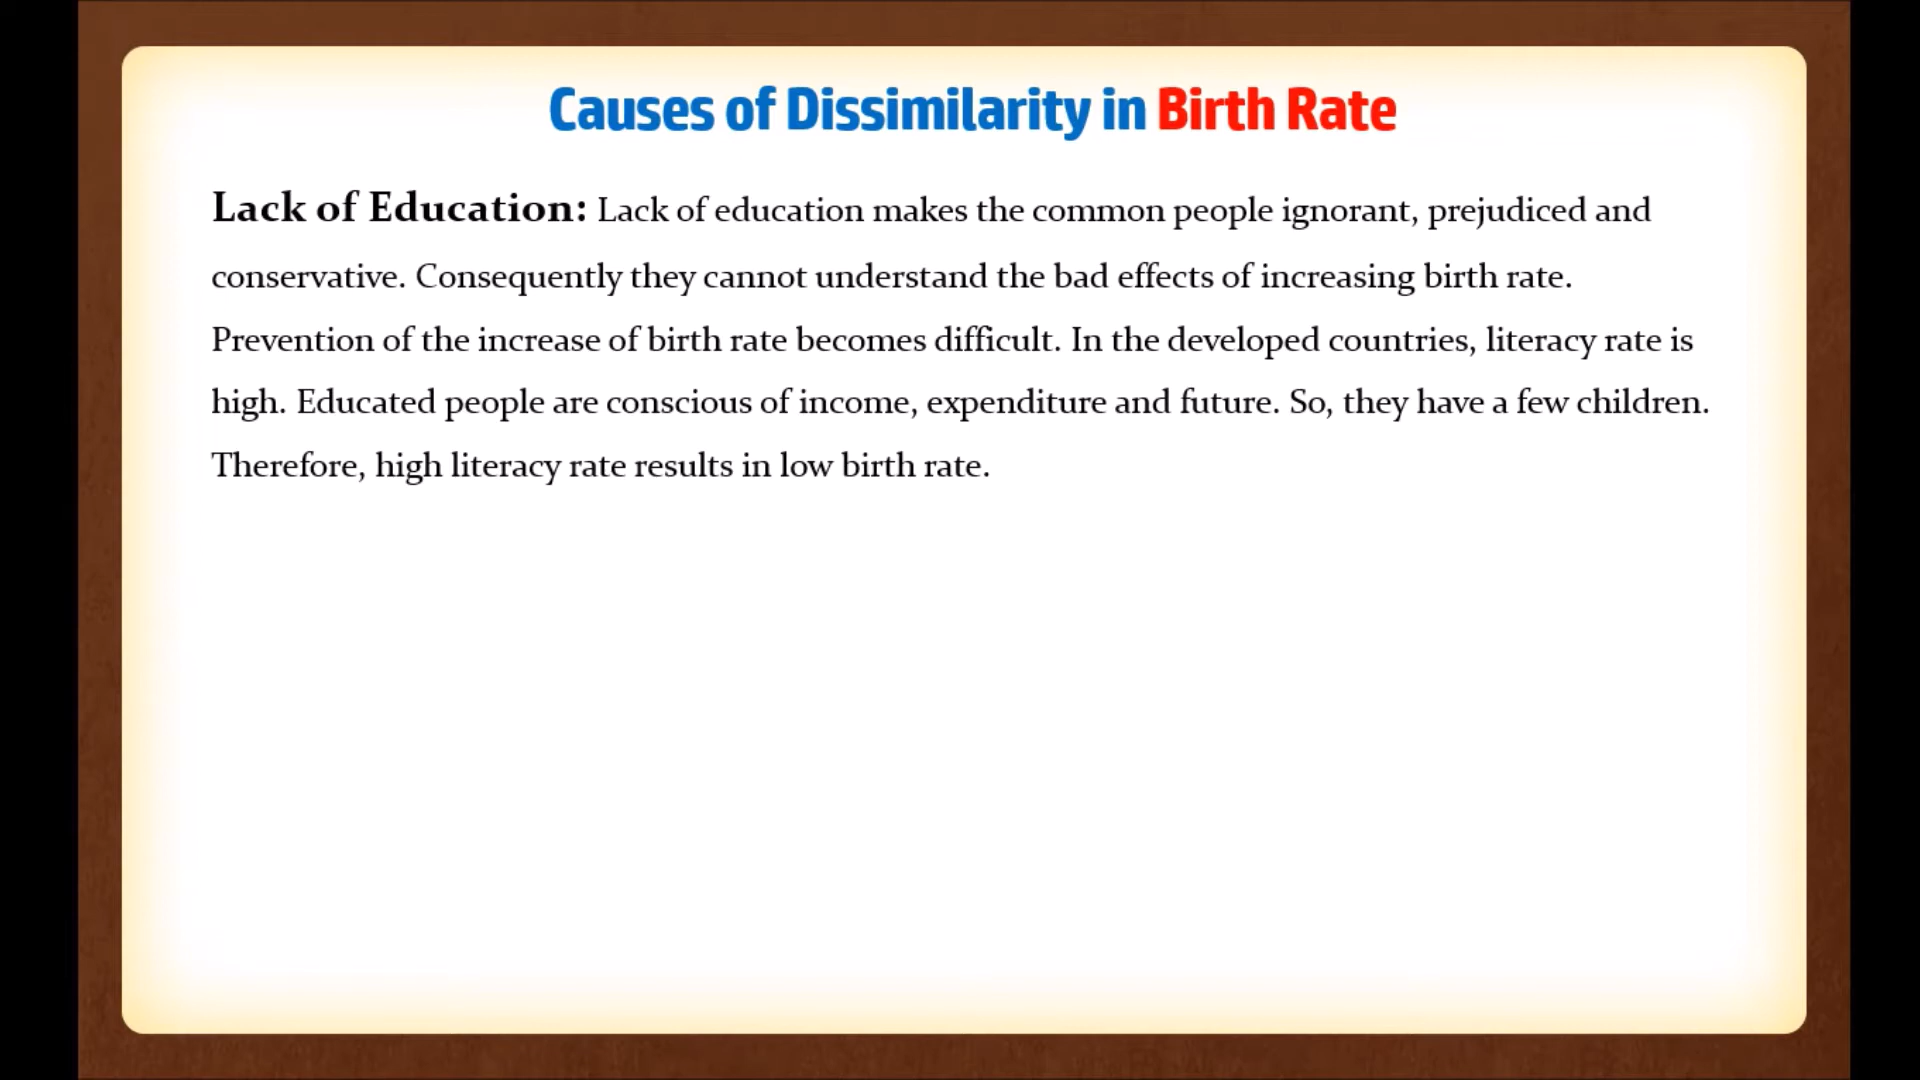 Causes of Dissimilarity in Birth Rate
Lack of Education: Lack of education makes the common people ignorant, prejudiced and
conservative. Consequently they cannot understand the bad effects of increasing birth rate.
Prevention of the increase of birth rate becomes difficult. In the developed countries, literacy rate is
high. Educated people are conscious of income, expenditure and future. So, they have a few children.
Therefore, high literacy rate results in low birth rate.